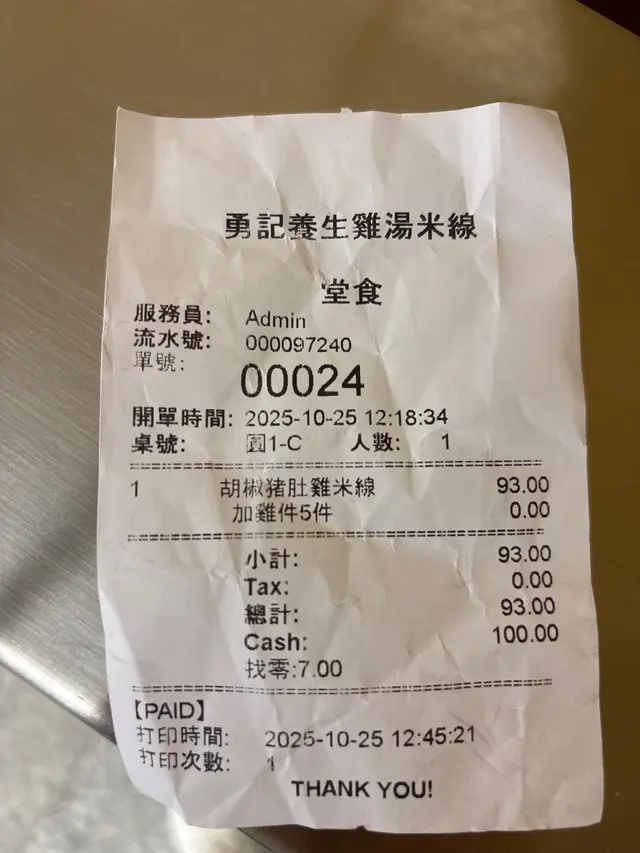 勇記養生雞湯米線
堂食
服務員: Admin
流水號: 000097240
單號:
00024
開單時間: 2025-10-25 12:18:34
桌號: 圓1-C 人數: 1
1 胡椒猪肚雞米線 93.00
加雞件5件 0.00
小計: 93.00
Tax: 0.00
總計: 93.00
Cash: 100.00
找零:7.00
【PAID】
打印時間: 2025-10-25 12:45:21
打印次數: 1
THANK YOU!